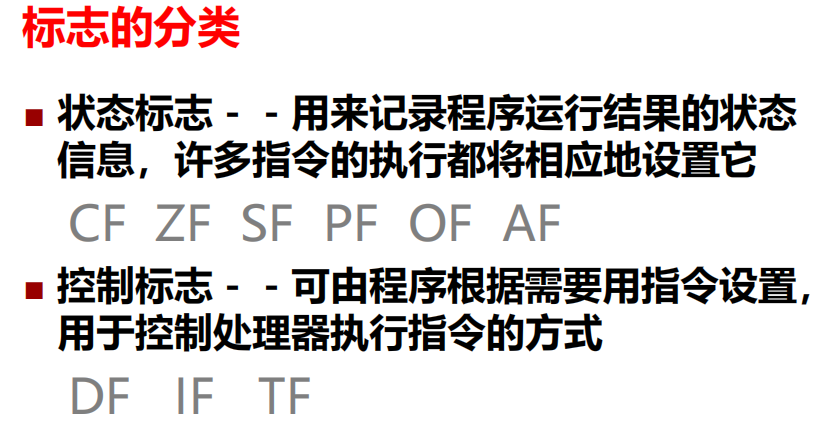 标志的分类
■ 状态标志－－用来记录程序运行结果的状态
信息，许多指令的执行都将相应地设置它
CF ZF SF PF OF AF
■ 控制标志－－可由程序根据需要用指令设置，
用于控制处理器执行指令的方式
DF IF TF